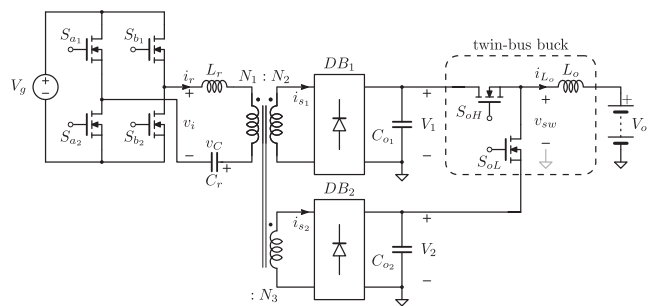 twin-bus buck
S_{a_1}
S_{b_1}
i_r
L_r
N_1 : N_2
DB_1
i_{L_o}
L_o
V_g
+
−
+
v_i
−
i_{s_1}
C_{o_1}
+
V_1
−
S_{oH}
+
v_{sw}
−
+
V_o
S_{a_2}
S_{b_2}
v_C
+
C_r
S_{oL}
DB_2
i_{s_2}
C_{o_2}
+
V_2
−
: N_3